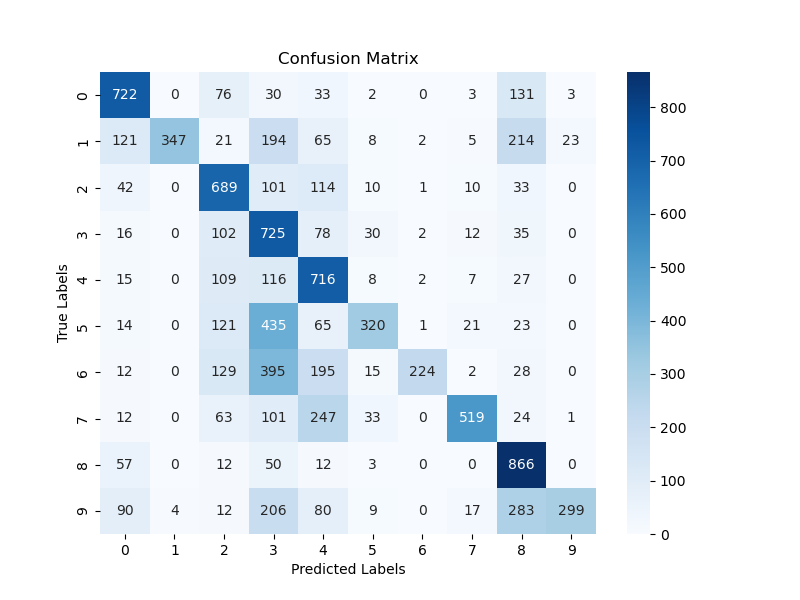 Confusion Matrix
0 722 0 76 30 33 2 0 3 131 3
1 121 347 21 194 65 8 2 5 214 23
2 42 0 689 101 114 10 1 10 33 0
3 16 0 102 725 78 30 2 12 35 0
4 15 0 109 116 716 8 2 7 27 0
5 14 0 121 435 65 320 1 21 23 0
6 12 0 129 395 195 15 224 2 28 0
7 12 0 63 101 247 33 0 519 24 1
8 57 0 12 50 12 3 0 0 866 0
9 90 4 12 206 80 9 0 17 283 299
0 1 2 3 4 5 6 7 8 9
Predicted Labels
True Labels
800
700
600
500
400
300
200
100
0